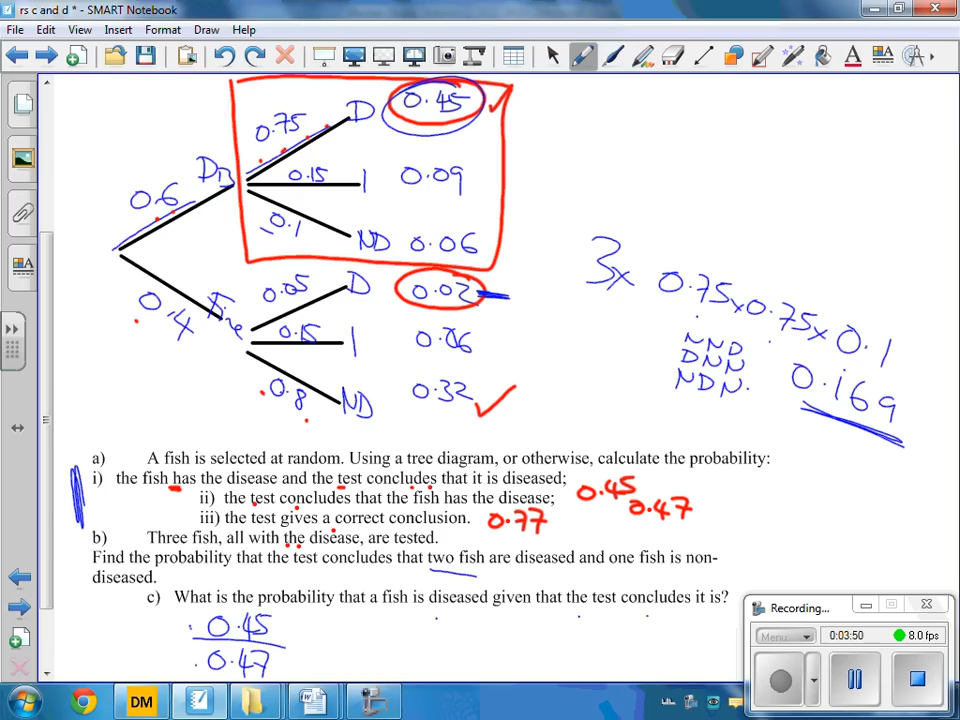 rs c and d * - SMART Notebook
File Edit View Insert Format Draw Help
0.6
0.75 D 0.45
0.15 I 0.09
0.1 ND 0.06
0.4
0.05 D 0.02
0.15 I 0.06
0.8 ND 0.32
3x 0.75x0.75x0.1
NND
DNN
NDN.
0.169
a) A fish is selected at random. Using a tree diagram, or otherwise, calculate the probability:
i) the fish has the disease and the test concludes that it is diseased;
0.45
ii) the test concludes that the fish has the disease;
0.47
iii) the test gives a correct conclusion.
0.77
b) Three fish, all with the disease, are tested.
Find the probability that the test concludes that two fish are diseased and one fish is non-
diseased.
c) What is the probability that a fish is diseased given that the test concludes it is?
0.45
0.47
Recording...
Menu
0:03:50
8.0 fps
DM